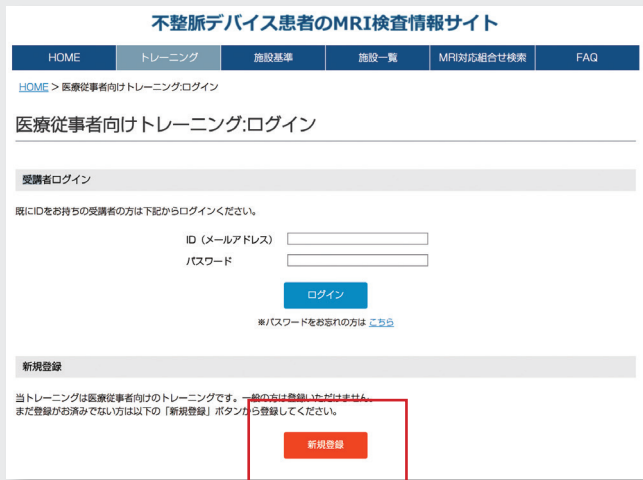 不整脈デバイス患者のMRI検査情報サイト
HOME トレーニング 施設基準 施設一覧 MRI対応組合せ検索 FAQ
HOME > 医療従事者向けトレーニング:ログイン
医療従事者向けトレーニング:ログイン
受講者ログイン
既にIDをお持ちの受講者の方は下記からログインください。
ID（メールアドレス）
パスワード
ログイン
※パスワードをお忘れの方は こちら
新規登録
当トレーニングは医療従事者向けのトレーニングです。一般の方は登録いただけません。
まだ登録がお済みでない方は以下の「新規登録」ボタンから登録してください。
新規登録